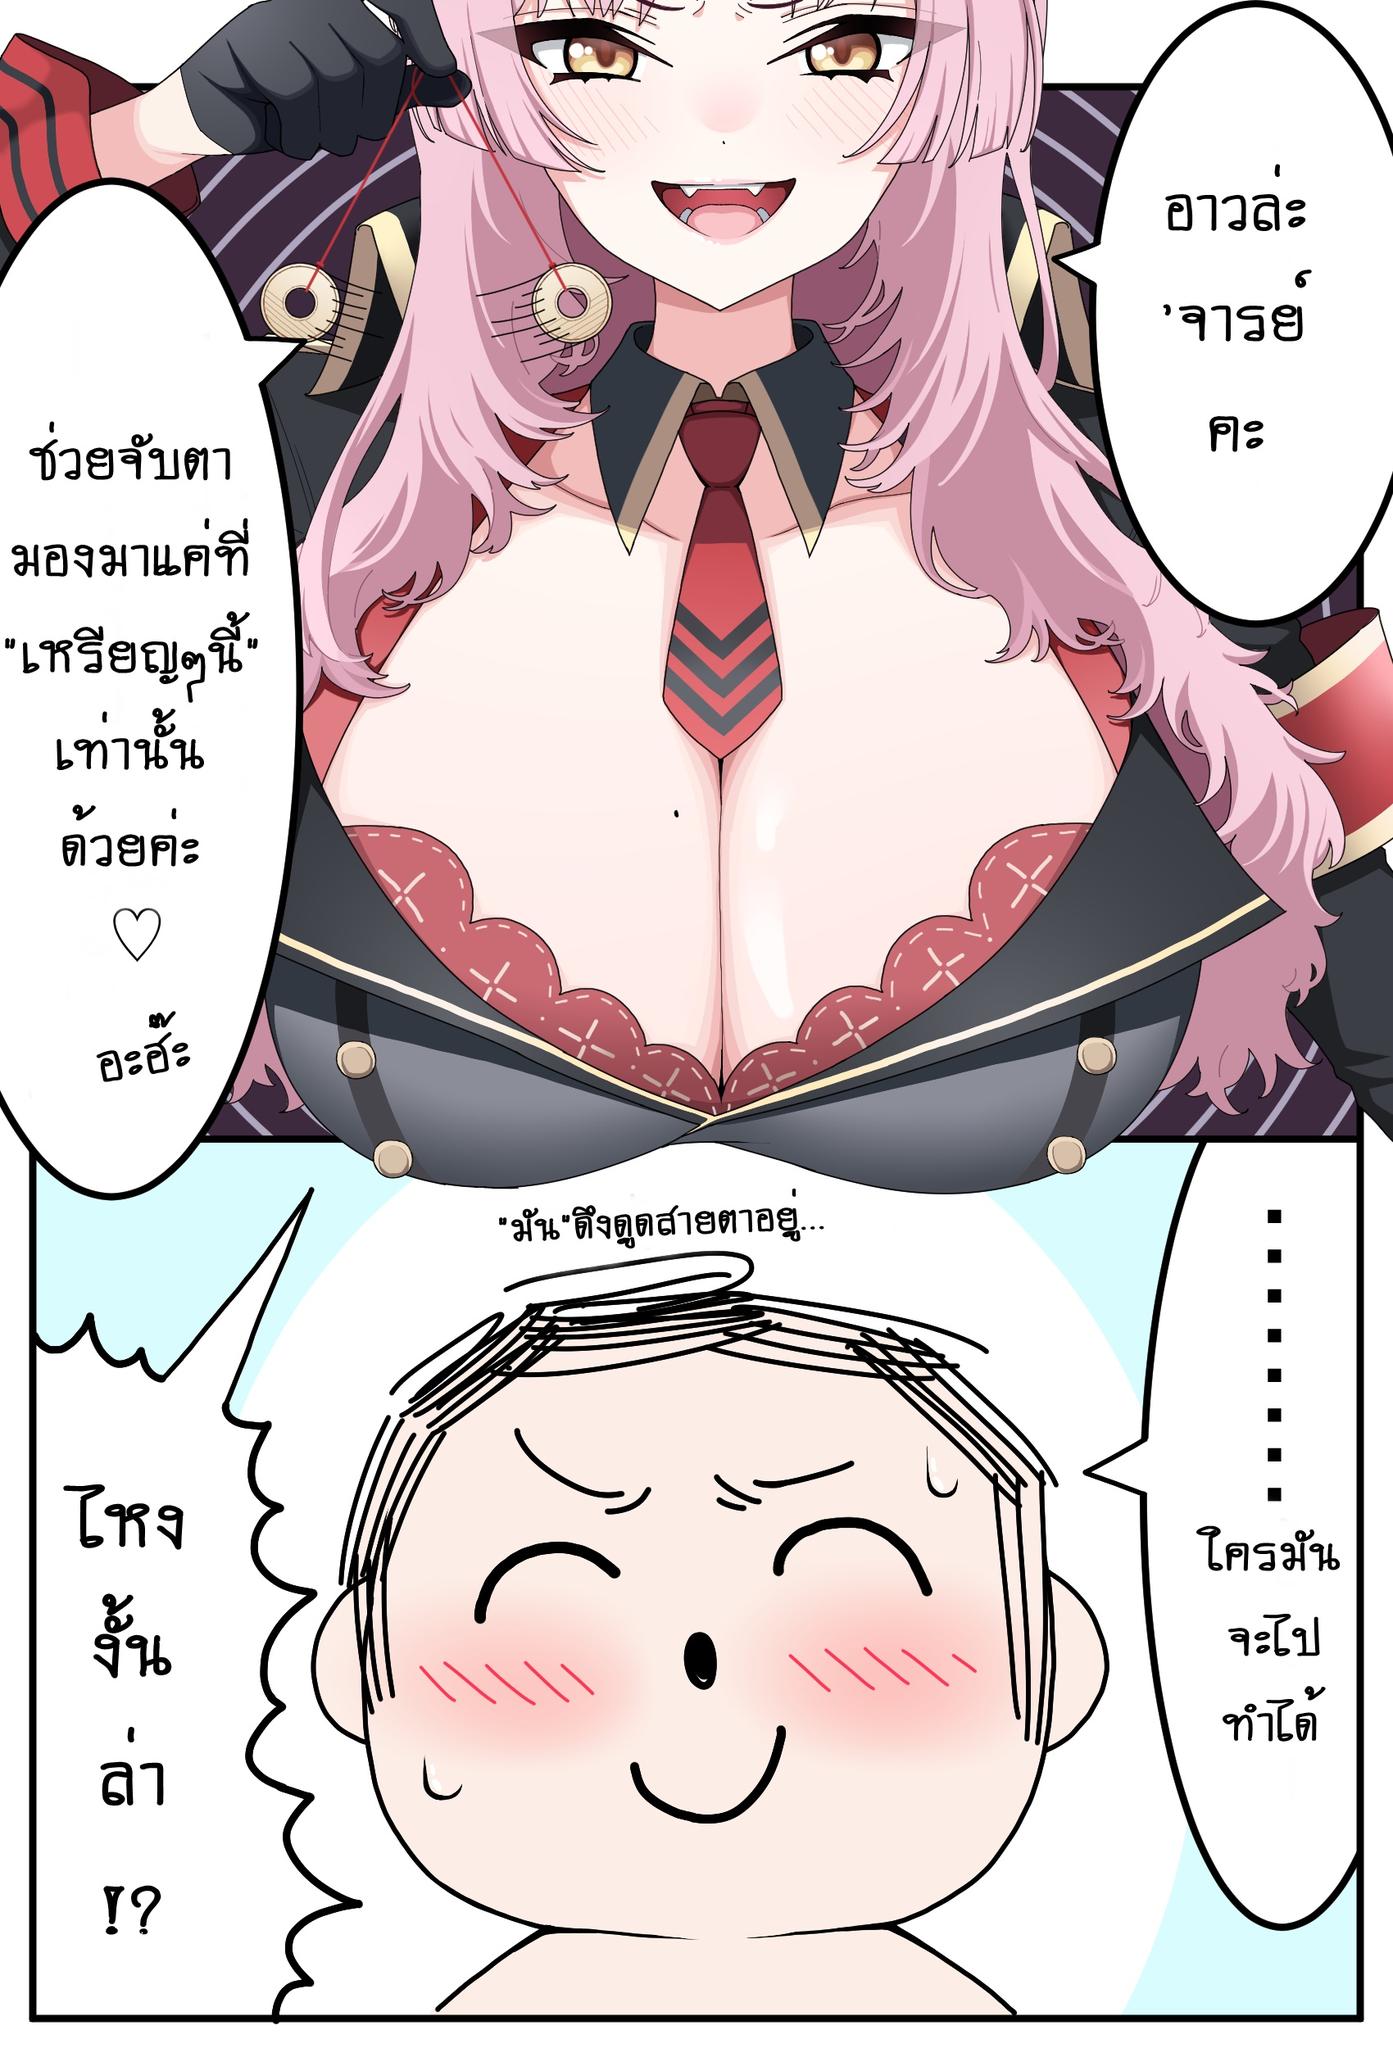 อาวล่ะ
'จารย์
คะ
ช่วยจับตา
มองมาแค่ที่
"เหรียญๆนี้"
เท่านั้น
ด้วยค่ะ
♡
อะฮ๊ะ
"มัน"ดึงดูดสายตาอยู่...
........
ใครมัน
จะไป
ทำได้
ไหง
งั้น
ล่า
!?